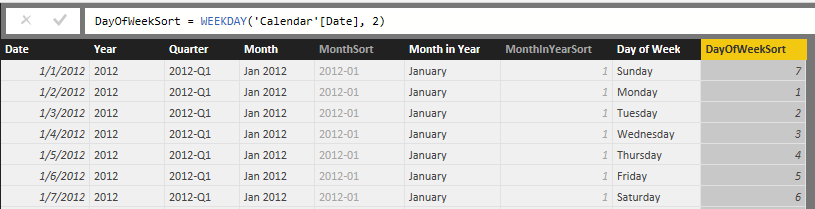 DayOfWeekSort = WEEKDAY('Calendar'[Date], 2)
Date Year Quarter Month MonthSort Month in Year MonthInYearSort Day of Week DayOfWeekSort
1/1/2012 2012 2012-Q1 Jan 2012 2012-01 January 1 Sunday 7
1/2/2012 2012 2012-Q1 Jan 2012 2012-01 January 1 Monday 1
1/3/2012 2012 2012-Q1 Jan 2012 2012-01 January 1 Tuesday 2
1/4/2012 2012 2012-Q1 Jan 2012 2012-01 January 1 Wednesday 3
1/5/2012 2012 2012-Q1 Jan 2012 2012-01 January 1 Thursday 4
1/6/2012 2012 2012-Q1 Jan 2012 2012-01 January 1 Friday 5
1/7/2012 2012 2012-Q1 Jan 2012 2012-01 January 1 Saturday 6